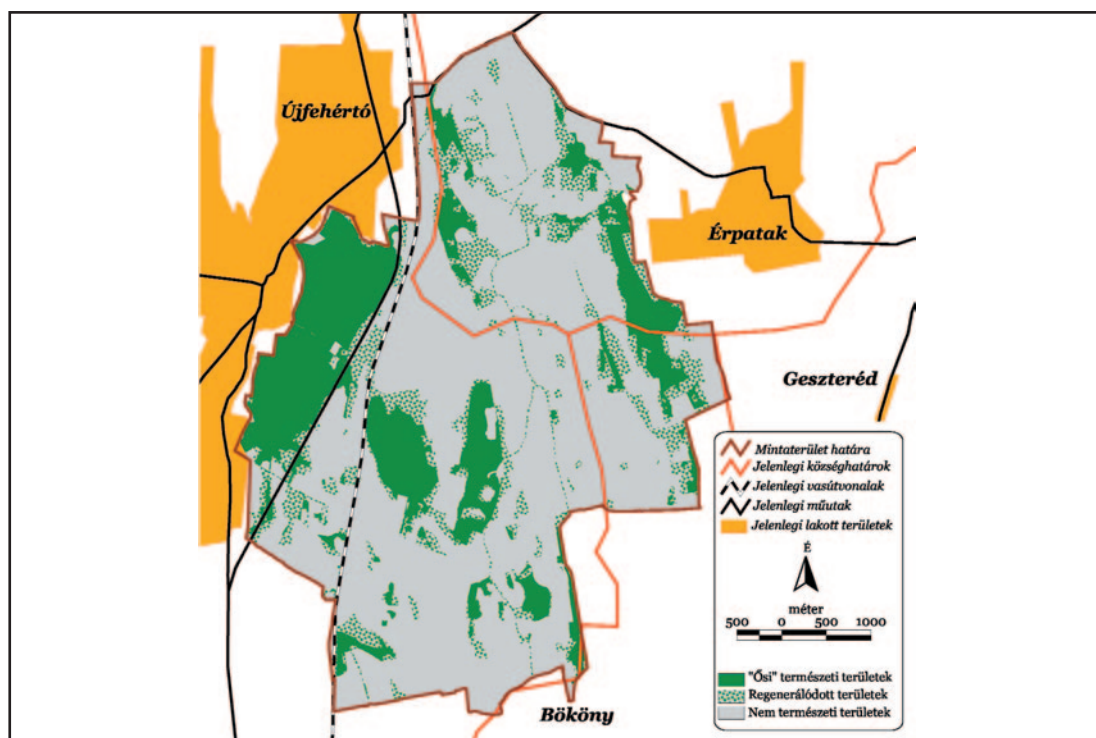 Újfehértó
Érpatak
Geszteréd
Mintaterület határa
Jelenlegi községhatárok
Jelenlegi vasútvonalak
Jelenlegi műutak
Jelenlegi lakott területek
É
méter
500 0 500 1000
"Ősi" természeti területek
Regenerálódott területek
Nem természeti területek
Bököny